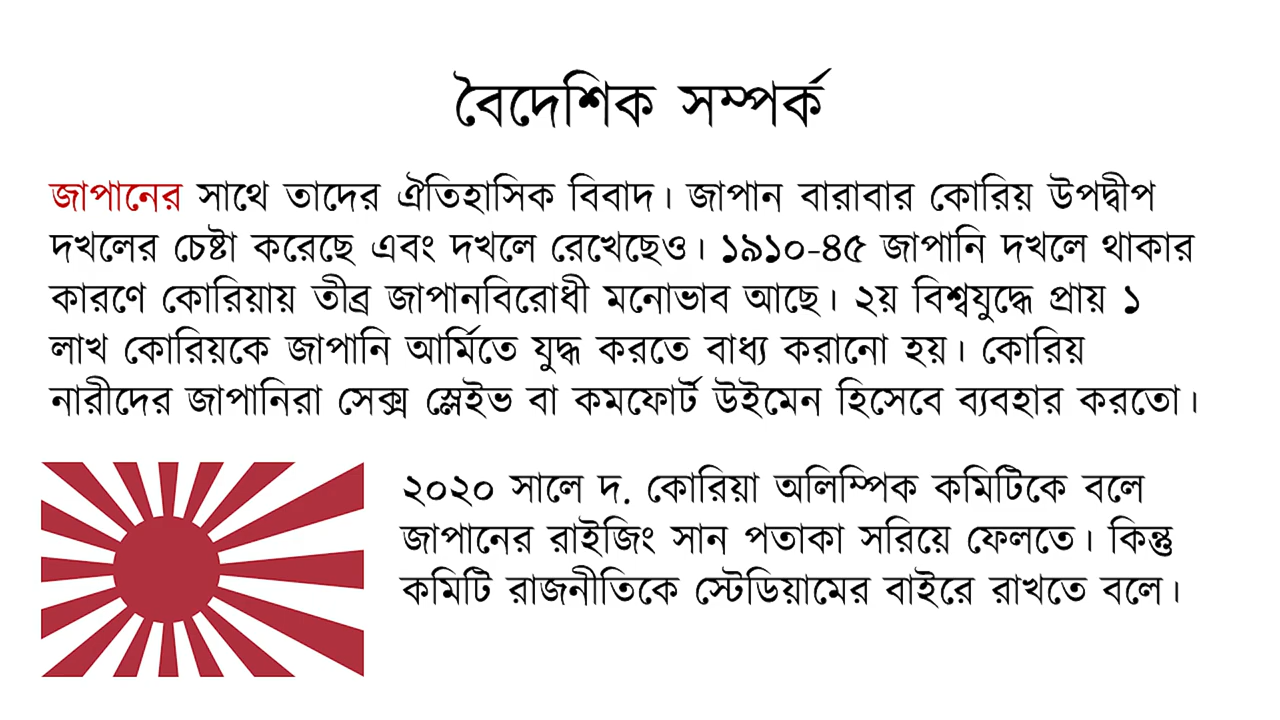 বৈদেশিক সম্পর্ক
জাপানের সাথে তাদের ঐতিহাসিক বিবাদ। জাপান বারাবার কোরিয় উপদ্বীপ
দখলের চেষ্টা করেছে এবং দখলে রেখেছেও। ১৯১০-৪৫ জাপানি দখলে থাকার
কারণে কোরিয়ায় তীব্র জাপানবিরোধী মনোভাব আছে। ২য় বিশ্বযুদ্ধে প্রায় ১
লাখ কোরিয়কে জাপানি আর্মিতে যুদ্ধ করতে বাধ্য করানো হয়। কোরিয়
নারীদের জাপানিরা সেক্স স্লেইভ বা কমফোর্ট উইমেন হিসেবে ব্যবহার করতো।
২০২০ সালে দ. কোরিয়া অলিম্পিক কমিটিকে বলে
জাপানের রাইজিং সান পতাকা সরিয়ে ফেলতে। কিন্তু
কমিটি রাজনীতিকে স্টেডিয়ামের বাইরে রাখতে বলে।